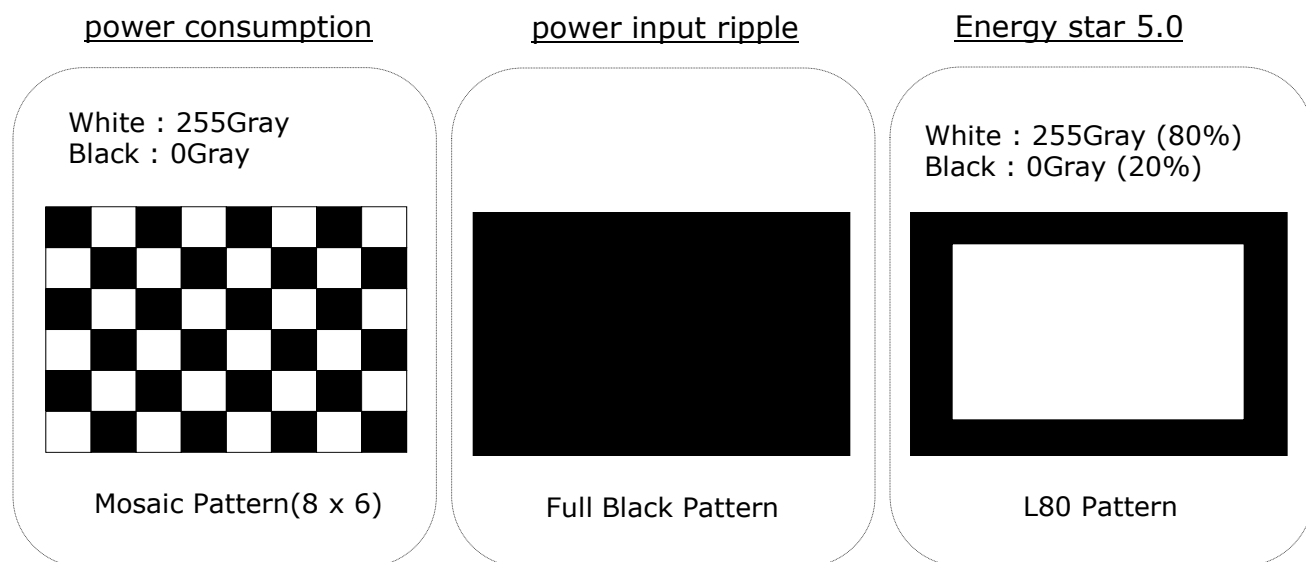 power consumption
White : 255Gray
Black : 0Gray
Mosaic Pattern(8 x 6)
power input ripple
Full Black Pattern
Energy star 5.0
White : 255Gray (80%)
Black : 0Gray (20%)
L80 Pattern